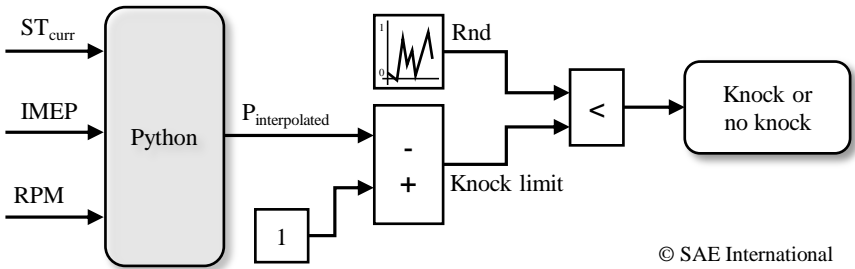 ST_curr
IMEP
RPM
Python
P_interpolated
1
0
Rnd
-
+
1
Knock limit
<
Knock or
no knock
© SAE International